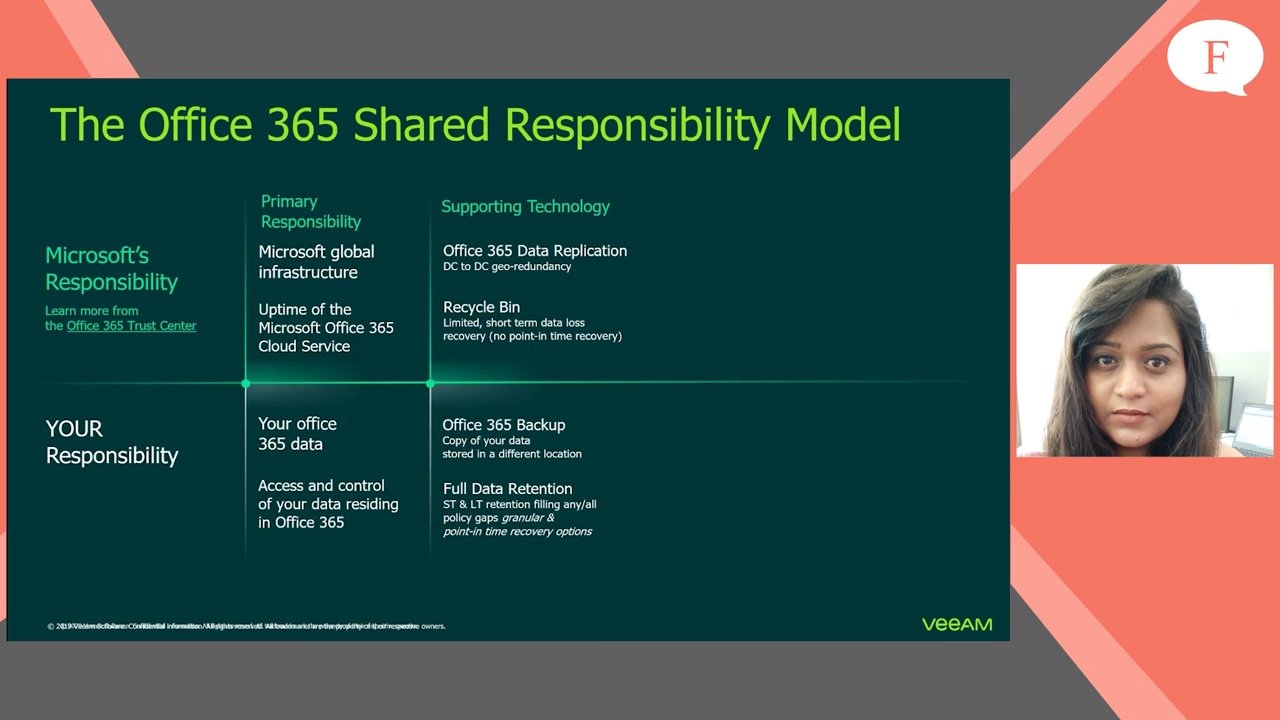 F
The Office 365 Shared Responsibility Model
Primary
Responsibility
Supporting Technology
Microsoft's
Responsibility
Learn more from
the Office 365 Trust Center
Microsoft global
infrastructure
Uptime of the
Microsoft Office 365
Cloud Service
Office 365 Data Replication
DC to DC geo-redundancy
Recycle Bin
Limited, short term data loss
recovery (no point-in time recovery)
YOUR
Responsibility
Your office
365 data
Access and control
of your data residing
in Office 365
Office 365 Backup
Copy of your data
stored in a different location
Full Data Retention
ST & LT retention filling any/all
policy gaps granular &
point-in time recovery options
respective owners.
VEEAM